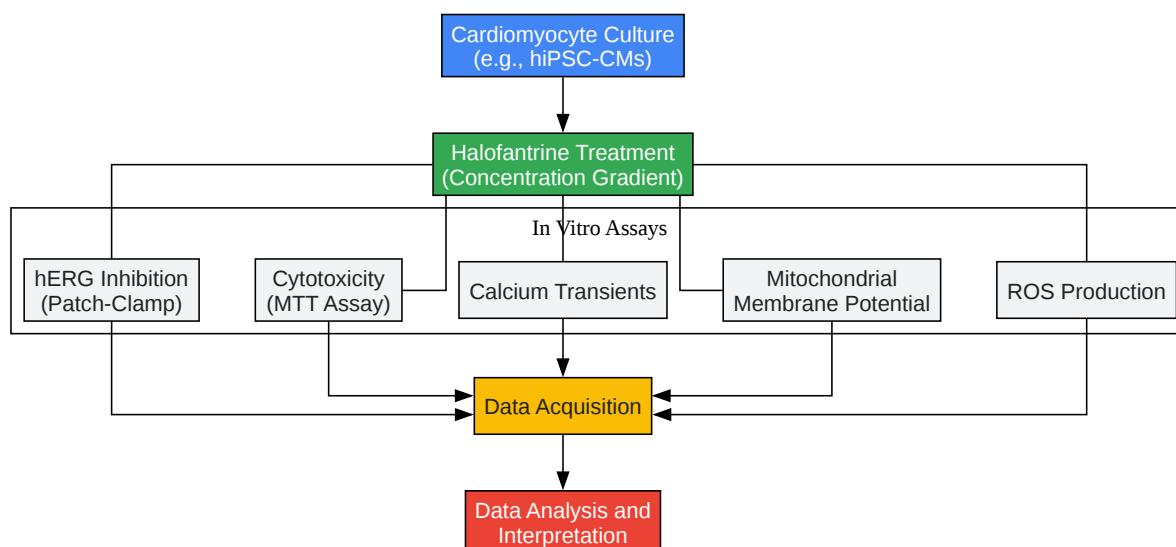 Cardiomyocyte Culture
(e.g., hiPSC-CMs)
Halofantrine Treatment
(Concentration Gradient)
In Vitro Assays
hERG Inhibition
(Patch-Clamp)
Cytotoxicity
(MTT Assay)
Calcium Transients
Mitochondrial
Membrane Potential
ROS Production
Data Acquisition
Data Analysis and
Interpretation